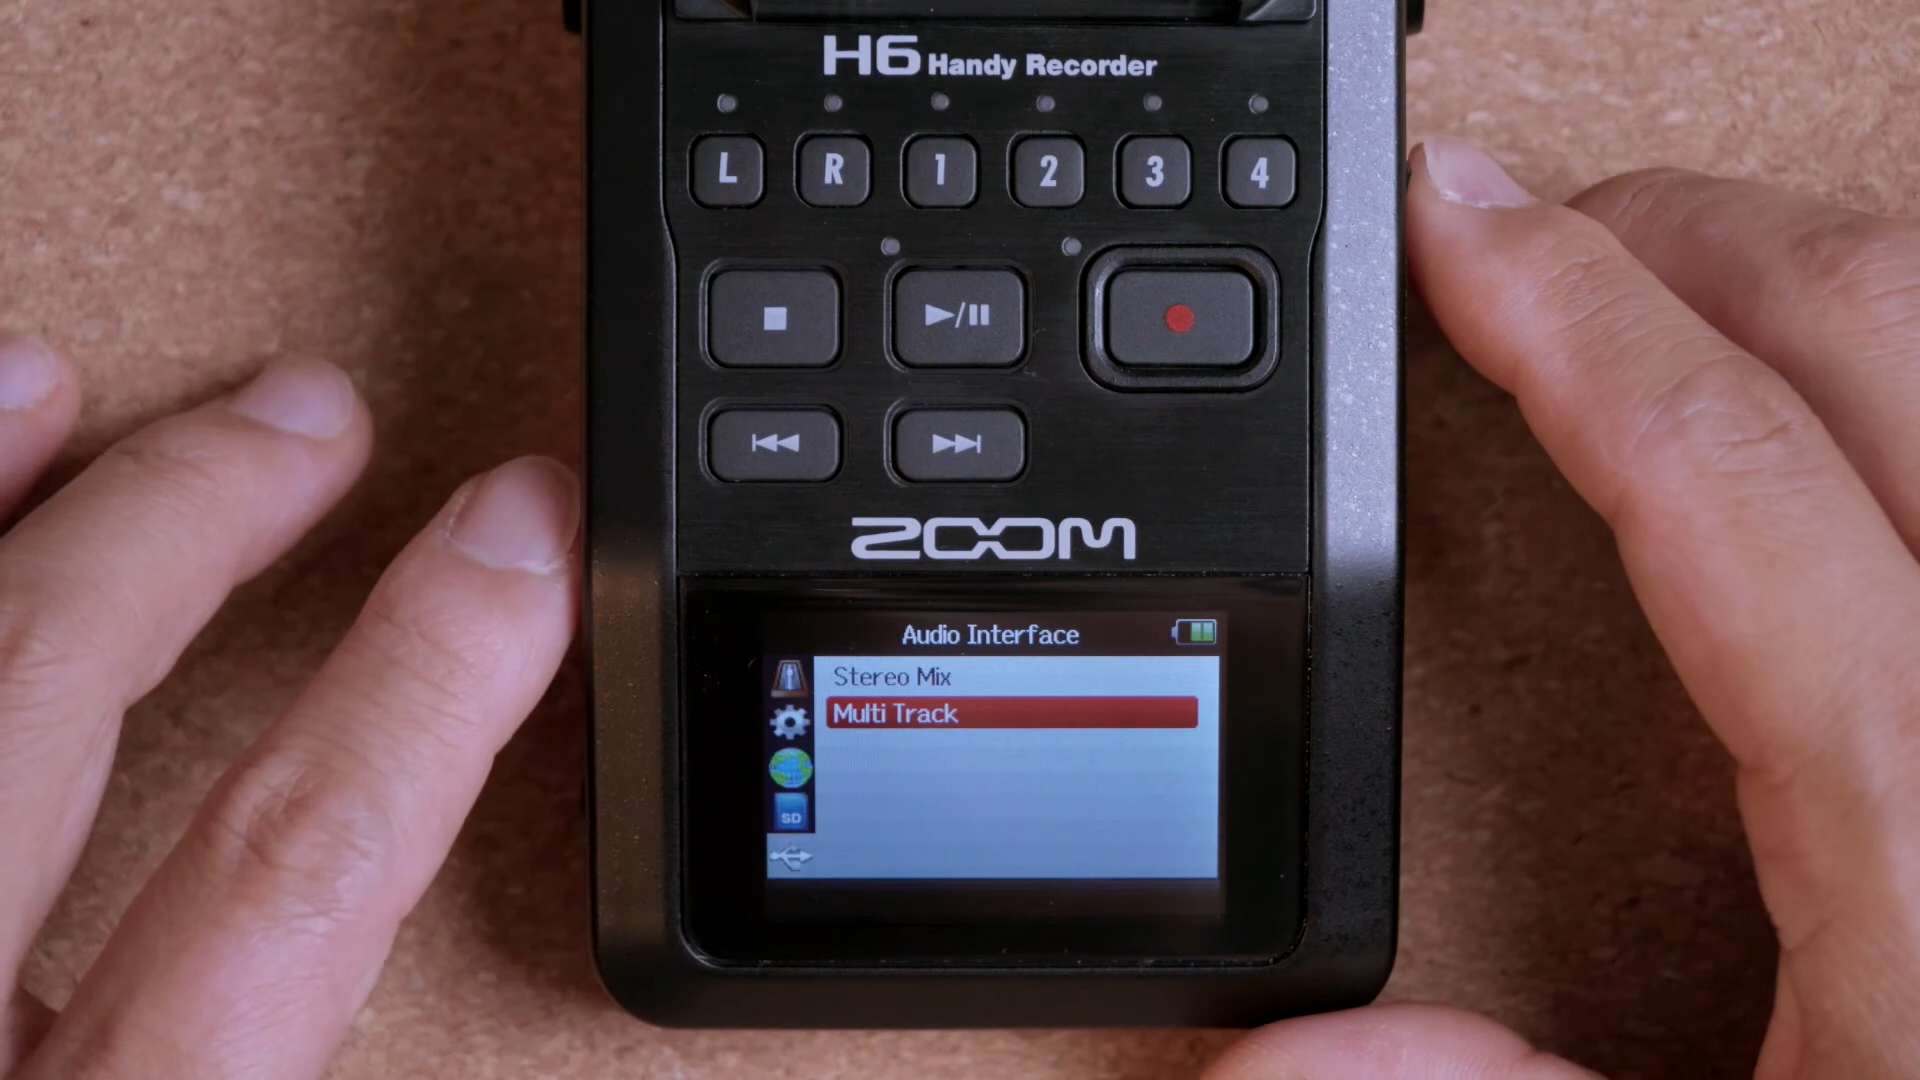 H6 Handy Recorder
L R 1 2 3 4
ZOOM
Audio Interface
Stereo Mix
Multi Track
SD